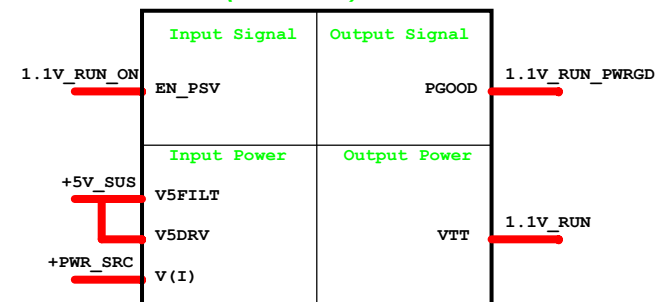 Input Signal Output Signal
1.1V_RUN_ON EN_PSV PGOOD 1.1V_RUN_PWRGD
Input Power Output Power
+5V_SUS V5FILT
V5DRV VTT 1.1V_RUN
+PWR_SRC V(I)